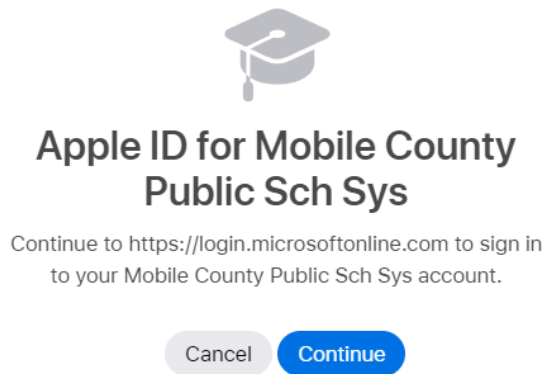 Apple ID for Mobile County
Public Sch Sys
Continue to https://login.microsoftonline.com to sign in
to your Mobile County Public Sch Sys account.
Cancel Continue